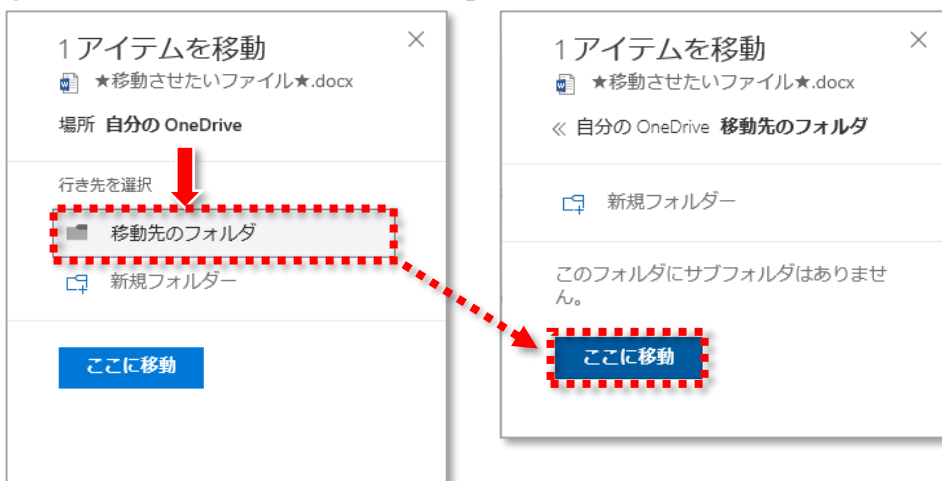 1 アイテムを移動
★移動させたいファイル★.docx
場所 自分の OneDrive
行き先を選択
移動先のフォルダ
新規フォルダー
ここに移動
1 アイテムを移動
★移動させたいファイル★.docx
≪ 自分の OneDrive 移動先のフォルダ
新規フォルダー
このフォルダにサブフォルダはありませ
ん。
ここに移動